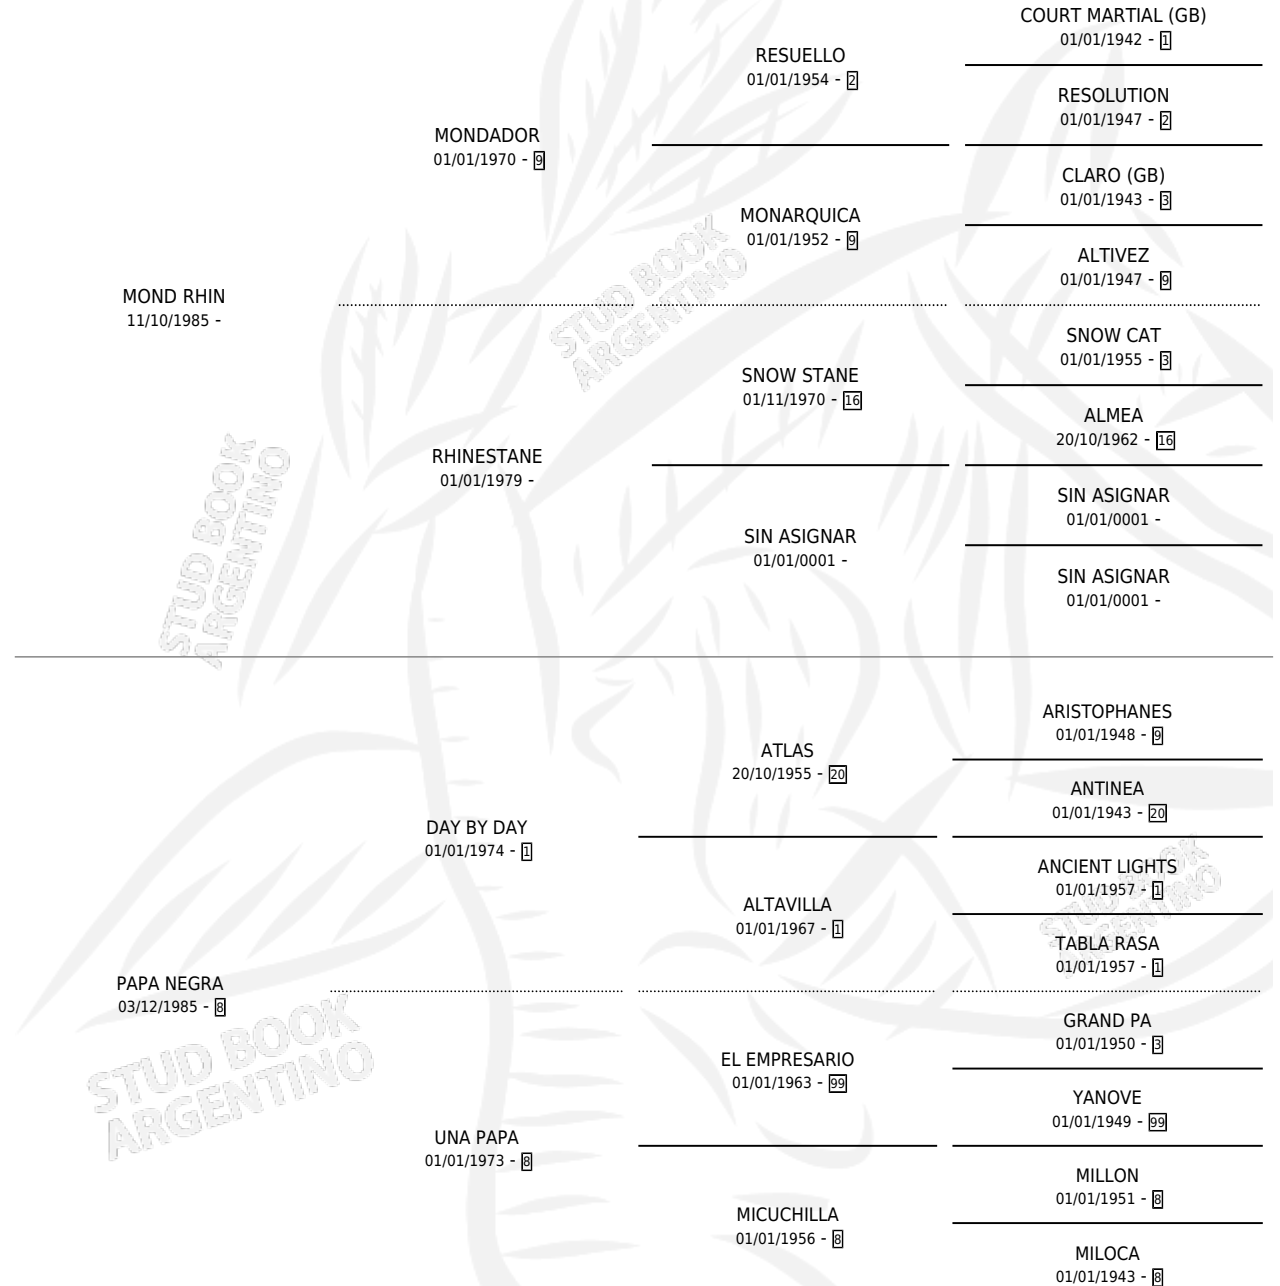 COURT MARTIAL (GB)
01/01/1942 - 1
RESUELLO
01/01/1954 - 2
RESOLUTION
01/01/1947 - 2
MONDADOR
01/01/1970 - 9
CLARO (GB)
01/01/1943 - 3
MONARQUICA
01/01/1952 - 9
ALTIVEZ
01/01/1947 - 9
MOND RHIN
11/10/1985 -
SNOW CAT
01/01/1955 - 3
SNOW STANE
01/11/1970 - 16
ALMEA
20/10/1962 - 16
RHINESTANE
01/01/1979 -
SIN ASIGNAR
01/01/0001 -
SIN ASIGNAR
01/01/0001 -
SIN ASIGNAR
01/01/0001 -
STUD BOOK
ARGENTINO
STUD BOOK
ARGENTINO
ARISTOPHANES
01/01/1948 - 9
ATLAS
20/10/1955 - 20
ANTINEA
01/01/1943 - 20
DAY BY DAY
01/01/1974 - 1
ANCIENT LIGHTS
01/01/1957 - 1
ALTAVILLA
01/01/1967 - 1
TABLA RASA
01/01/1957 - 1
PAPA NEGRA
03/12/1985 - 8
GRAND PA
01/01/1950 - 3
EL EMPRESARIO
01/01/1963 - 99
YANOVE
01/01/1949 - 99
UNA PAPA
01/01/1973 - 8
MILLON
01/01/1951 - 8
MICUCHILLA
01/01/1956 - 8
MILOCA
01/01/1943 - 8
STUD BOOK
ARGENTINO
STUD BOOK
ARGENTINO